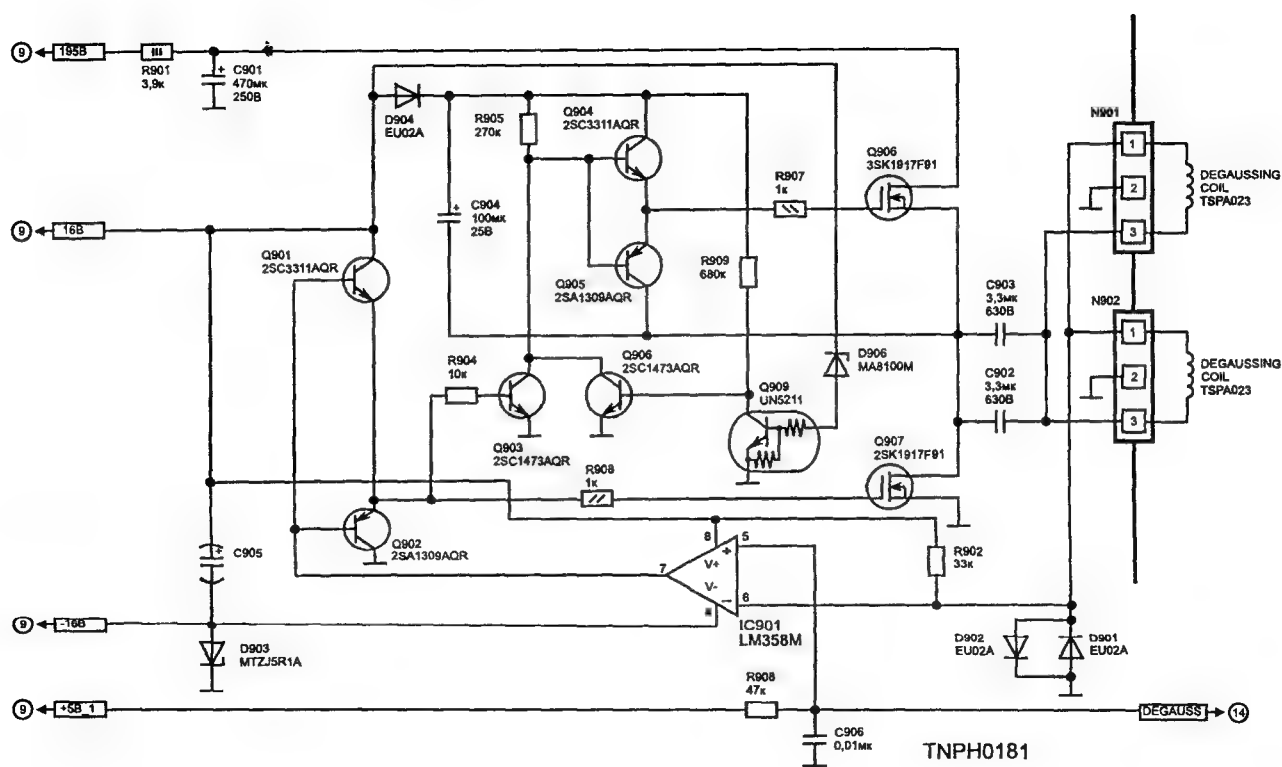 9
195В
R901
3,9к
C901
470мк
250В
D904
EU02A
R905
270к
Q904
2SC3311AQR
Q906
3SK1917F91
R907
1к
N901
1
2
3
DEGAUSSING
COIL
TSPA023
9
16В
Q901
2SC3311AQR
C904
100мк
25В
Q905
2SA1309AQR
R909
680к
C903
3,3мк
630В
N902
1
2
3
DEGAUSSING
COIL
TSPA023
R904
10к
Q906
2SC1473AQR
D906
MA8100M
C902
3,3мк
630В
Q909
UN5211
Q903
2SC1473AQR
R908
1к
Q907
2SK1917F91
C905
Q902
2SA1309AQR
8
5
V+
+
7
V-
–
6
R902
33к
9
-16В
IC901
LM358M
D903
MTZJ5R1A
D902
EU02A
D901
EU02A
9
+5В_1
R908
47к
DEGAUSS
14
C906
0,01мк
TNPH0181